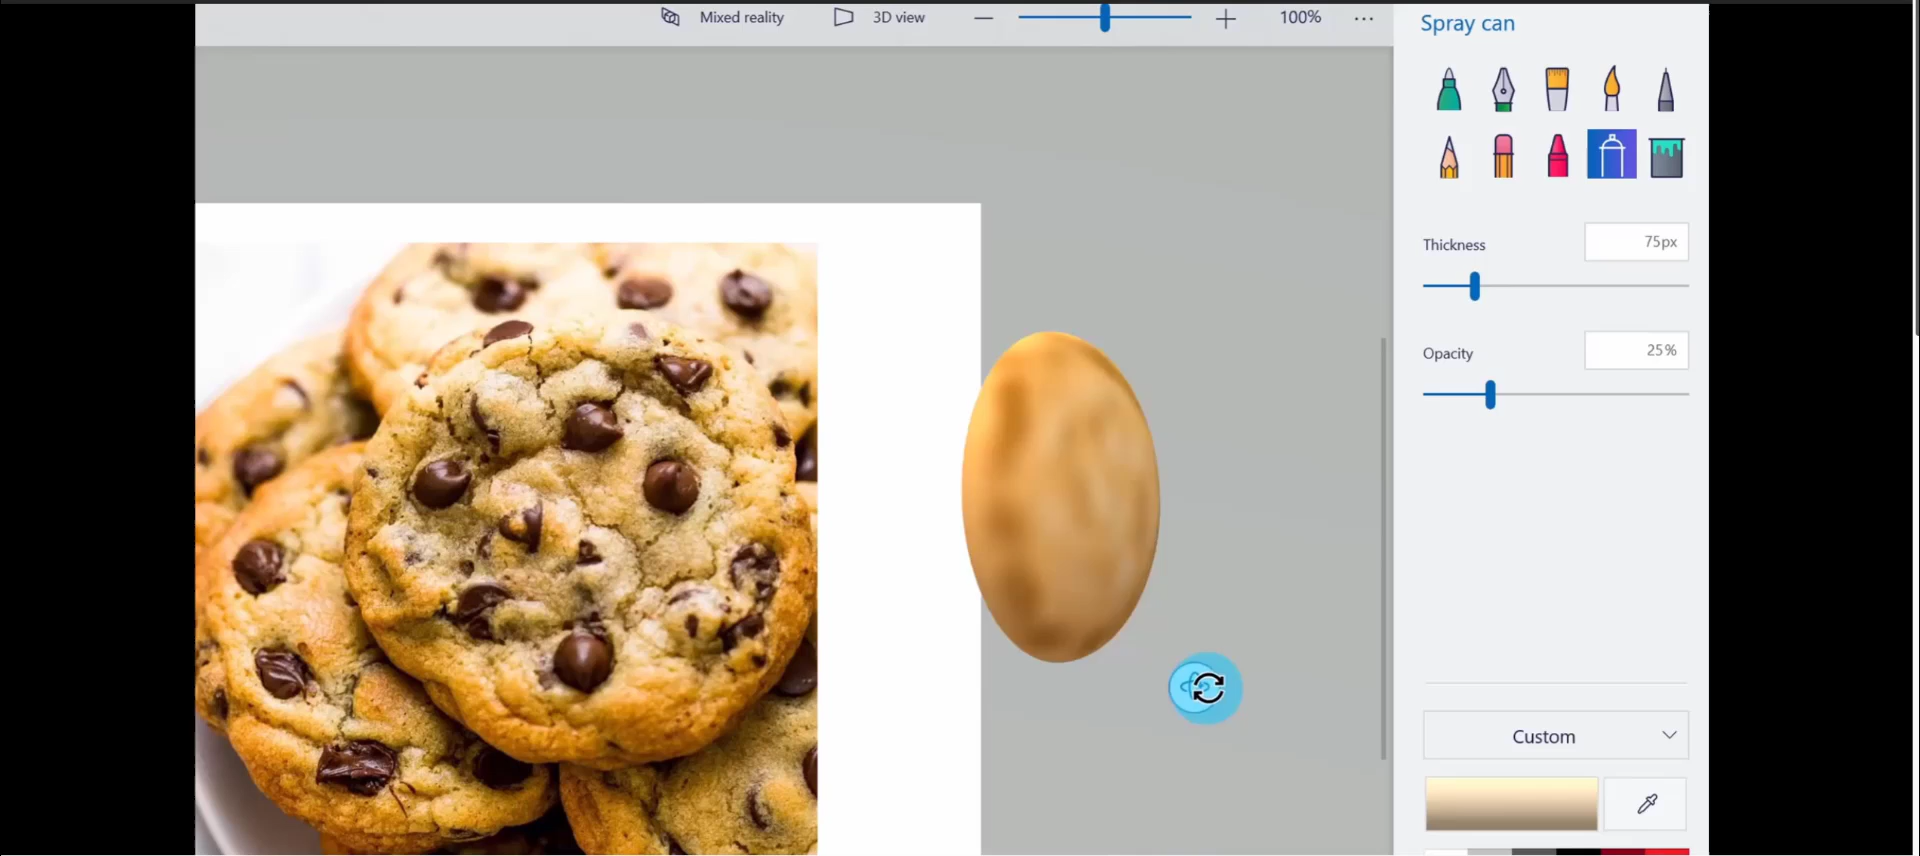 Mixed reality
3D view
100%
Spray can
Thickness
75px
Opacity
25%
Custom